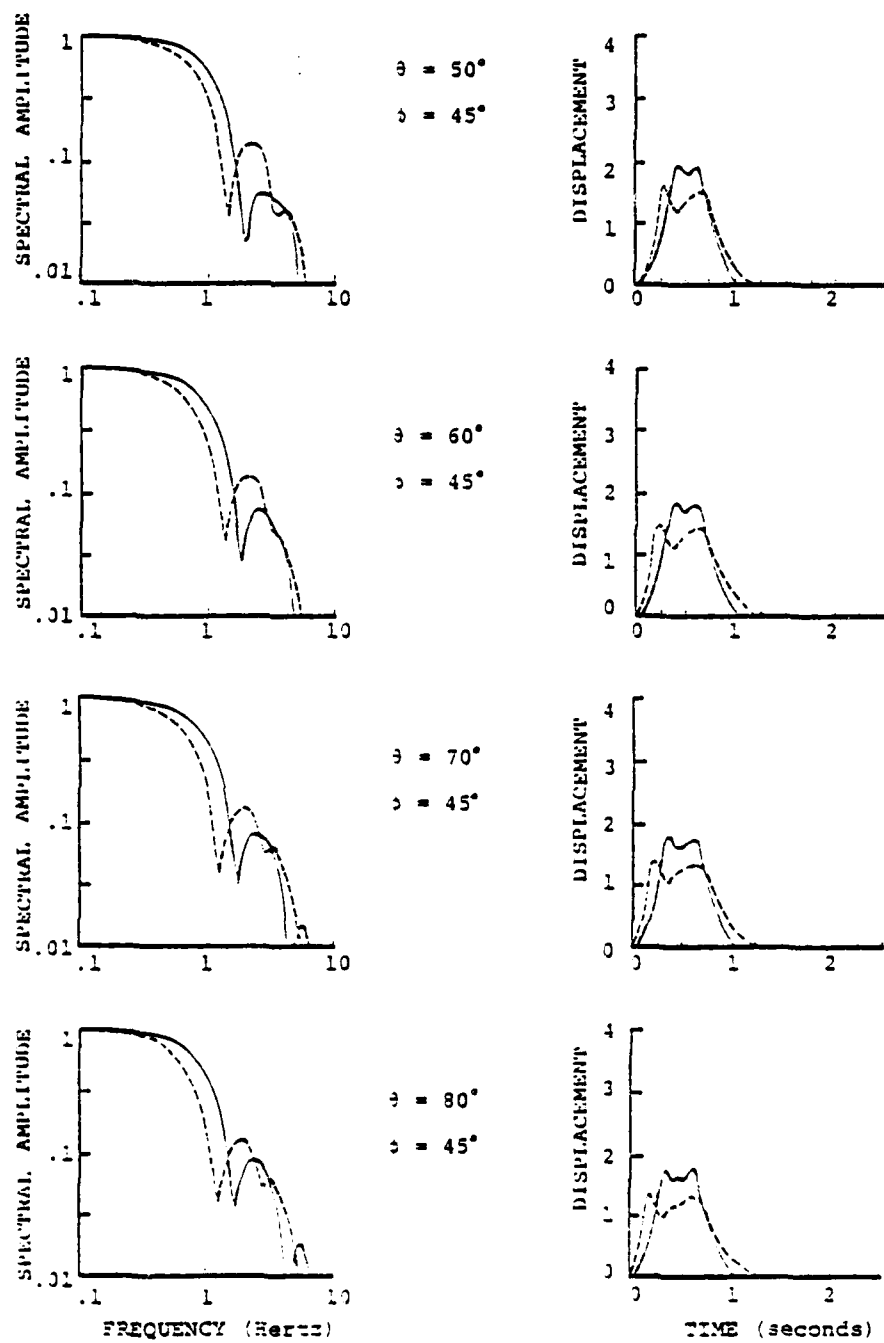 SPECTRAL AMPLITUDE
1
.1
.01
.1 1 10
θ = 50°
ϕ = 45°
DISPLACEMENT
4
3
2
1
0
0 1 2
SPECTRAL AMPLITUDE
1
.1
.01
.1 1 10
θ = 60°
ϕ = 45°
DISPLACEMENT
4
3
2
1
0
0 1 2
SPECTRAL AMPLITUDE
1
.1
.01
.1 1 10
θ = 70°
ϕ = 45°
DISPLACEMENT
4
3
2
1
0
0 1 2
SPECTRAL AMPLITUDE
1
.1
.01
.1 1 10
FREQUENCY (Hertz)
θ = 80°
ϕ = 45°
DISPLACEMENT
4
3
2
1
0
0 1 2
TIME (seconds)